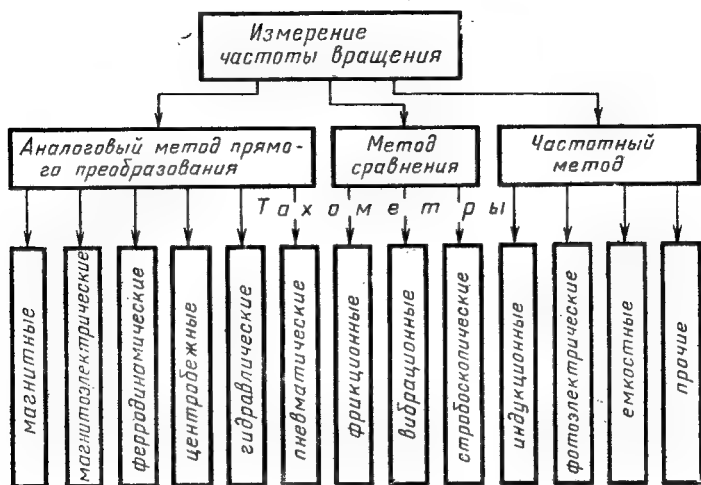 Измерение
частоты вращения
Аналоговый метод прямо-
го преобразования
Метод
сравнения
Частотный
метод
Тахометры
магнитные
магнитоэлектрические
ферродинамические
центробежные
гидравлические
пневматические
фрикционные
вибрационные
стробоскопические
индукционные
фотоэлектрические
емкостные
прочие